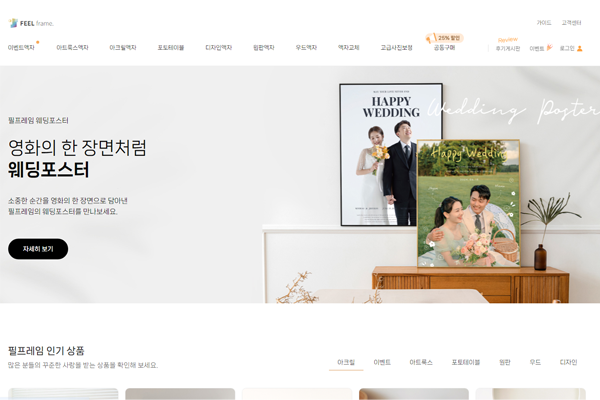 FEEL frame.
가이드 고객센터
이벤트액자 아트록스액자 아크릴액자 포토테이블 디자인액자 원판액자 우드액자 액자교체 고급사진보정 25% 할인 공동구매 후기게시판 이벤트 로그인
필프레임 웨딩포스터
영화의 한 장면처럼
웨딩포스터
소중한 순간을 영화의 한 장면으로 담아낸
필프레임의 웨딩포스터를 만나보세요.
자세히 보기
HAPPY
WEDDING
Wedding Poster
Happy Wedding
필프레임 인기 상품
많은 분들의 꾸준한 사랑을 받는 상품을 확인해 보세요.
아크릴 이벤트 아트록스 포토테이블 원판 우드 디자인